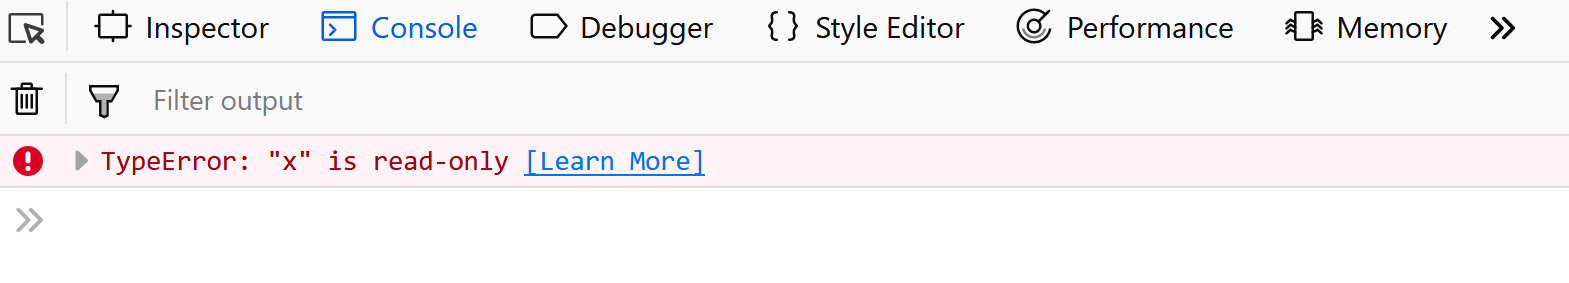 Inspector Console Debugger {} Style Editor Performance Memory
Filter output
TypeError: "x" is read-only [Learn More]